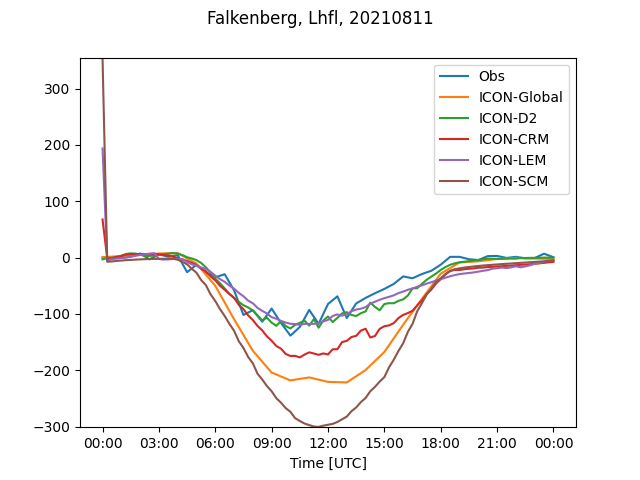 Falkenberg, Lhfl, 20210811
Obs
ICON-Global
ICON-D2
ICON-CRM
ICON-LEM
ICON-SCM
300
200
100
0
−100
−200
−300
00:00 03:00 06:00 09:00 12:00 15:00 18:00 21:00 00:00
Time [UTC]